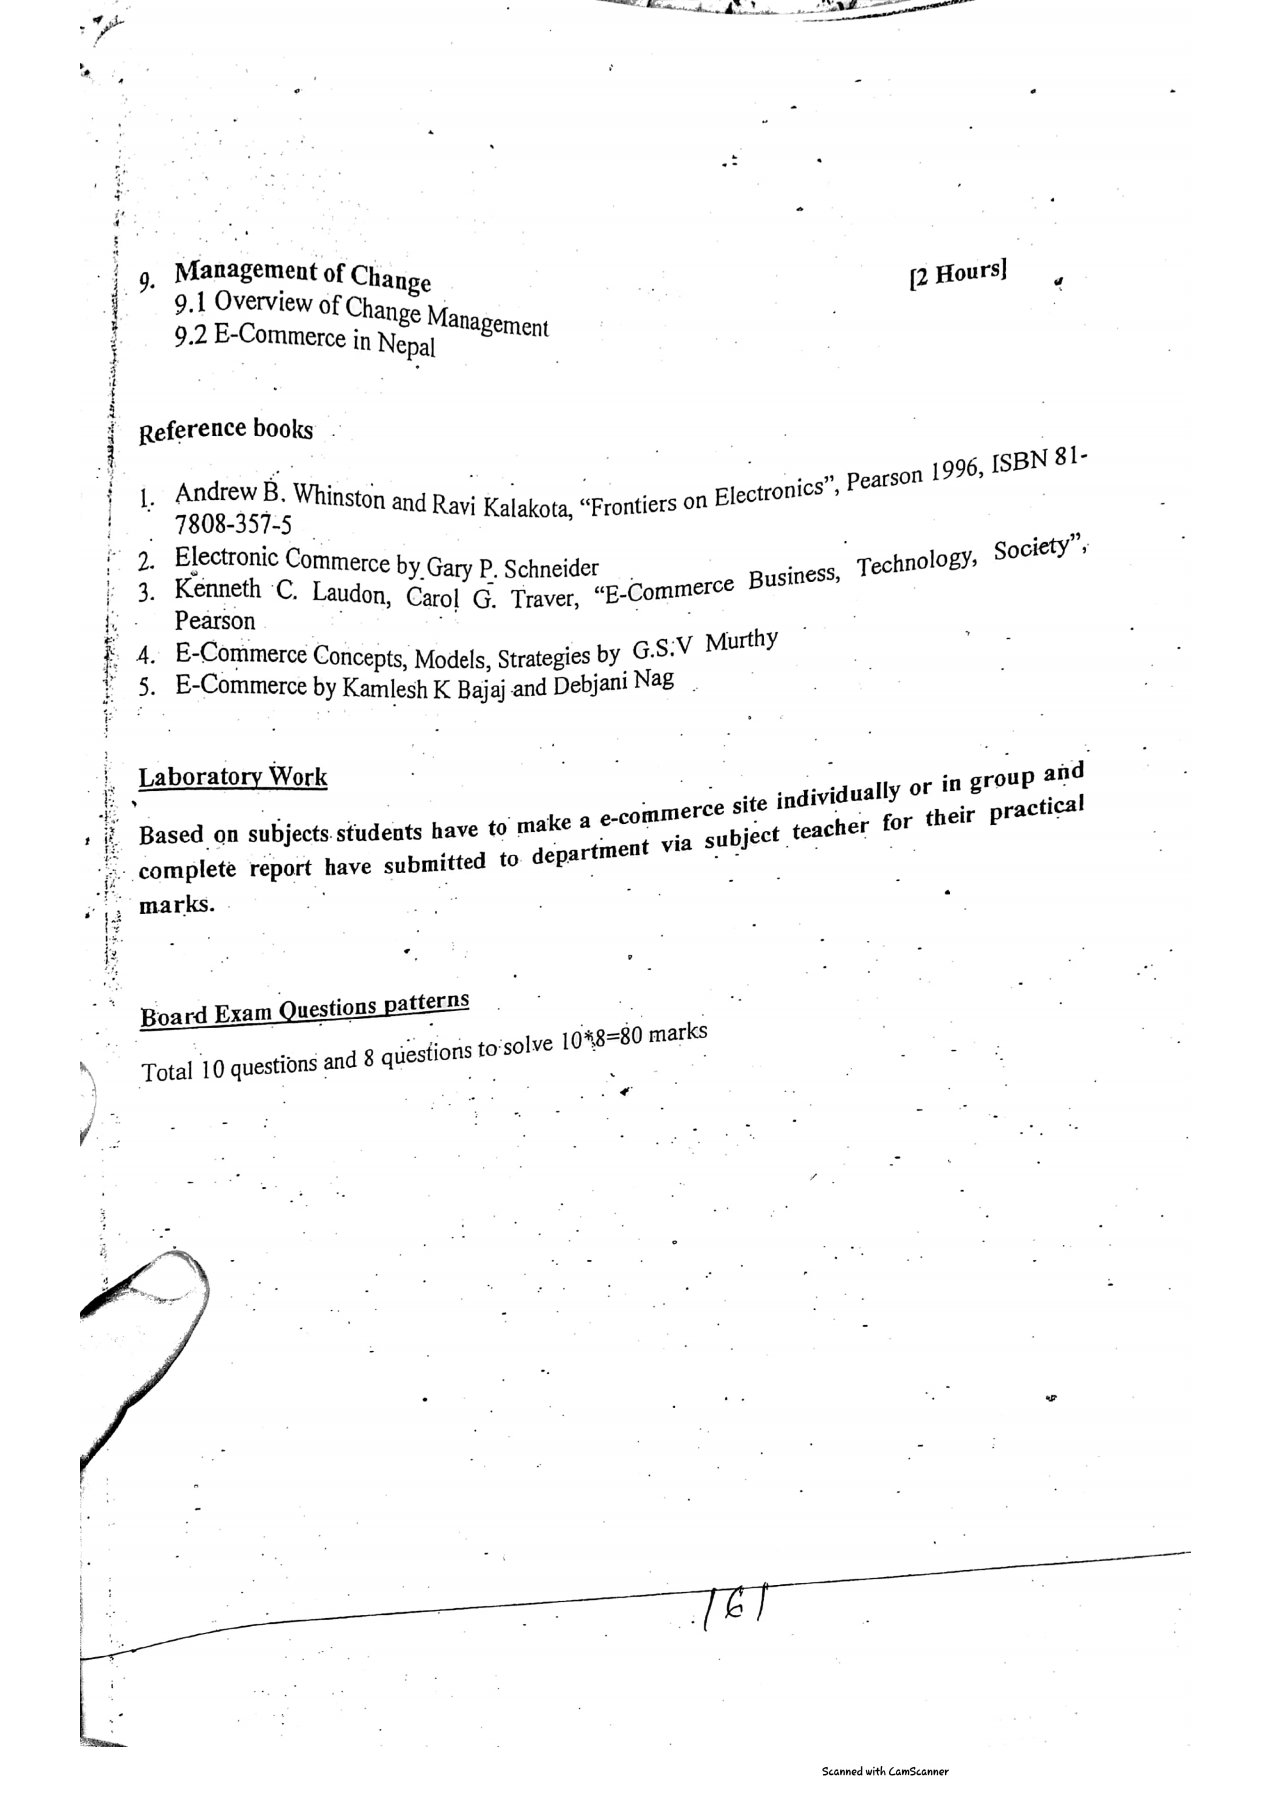 9. Management of Change [2 Hours]
9.1 Overview of Change Management
9.2 E-Commerce in Nepal
Reference books
1. Andrew B. Whinston and Ravi Kalakota, “Frontiers on Electronics”, Pearson 1996, ISBN 81-
7808-357-5
2. Electronic Commerce by Gary P. Schneider
3. Kenneth C. Laudon, Carol G. Traver, “E-Commerce Business, Technology, Society”,
Pearson
4. E-Commerce Concepts, Models, Strategies by G.S.V Murthy
5. E-Commerce by Kamlesh K Bajaj and Debjani Nag
Laboratory Work
Based on subjects students have to make a e-commerce site individually or in group and
complete report have submitted to department via subject teacher for their practical
marks.
Board Exam Questions patterns
Total 10 questions and 8 questions to solve 10*8=80 marks
161
Scanned with CamScanner